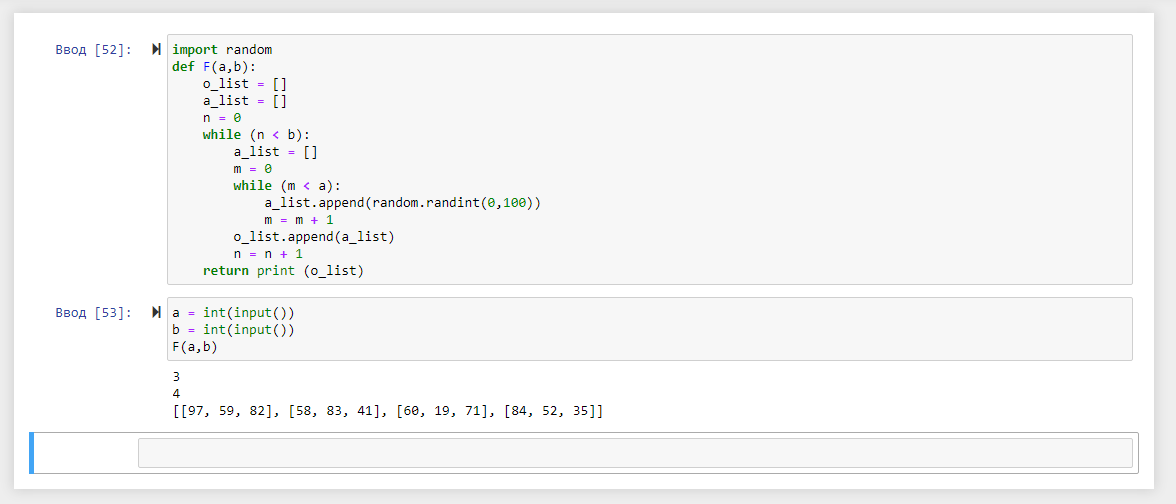 Ввод [52]:
import random
def F(a,b):
    o_list = []
    a_list = []
    n = 0
    while (n < b):
        a_list = []
        m = 0
        while (m < a):
            a_list.append(random.randint(0,100))
            m = m + 1
        o_list.append(a_list)
        n = n + 1
    return print (o_list)
Ввод [53]:
a = int(input())
b = int(input())
F(a,b)
3
4
[[97, 59, 82], [58, 83, 41], [60, 19, 71], [84, 52, 35]]